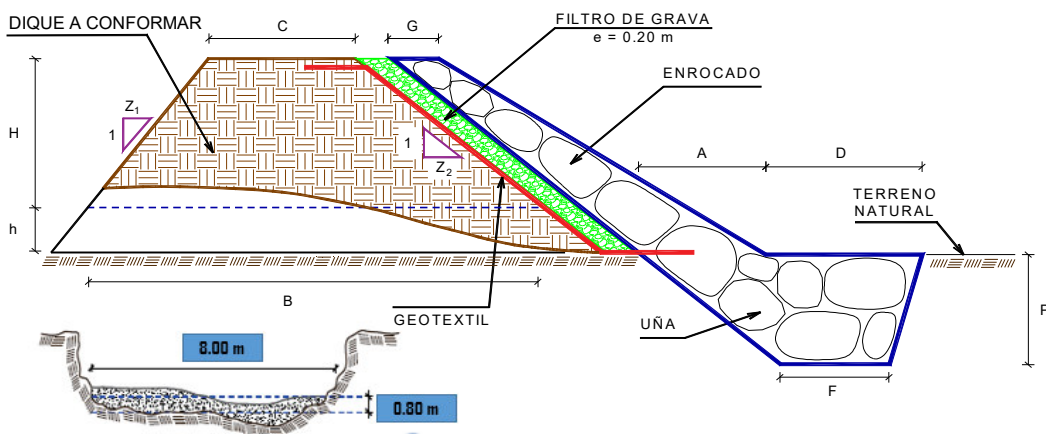 DIQUE A CONFORMAR
C
G
FILTRO DE GRAVA
e = 0.20 m
ENROCADO
H
Z1
1
1
Z2
A
D
TERRENO
NATURAL
h
B
GEOTEXTIL
UÑA
P
F
8.00 m
0.80 m